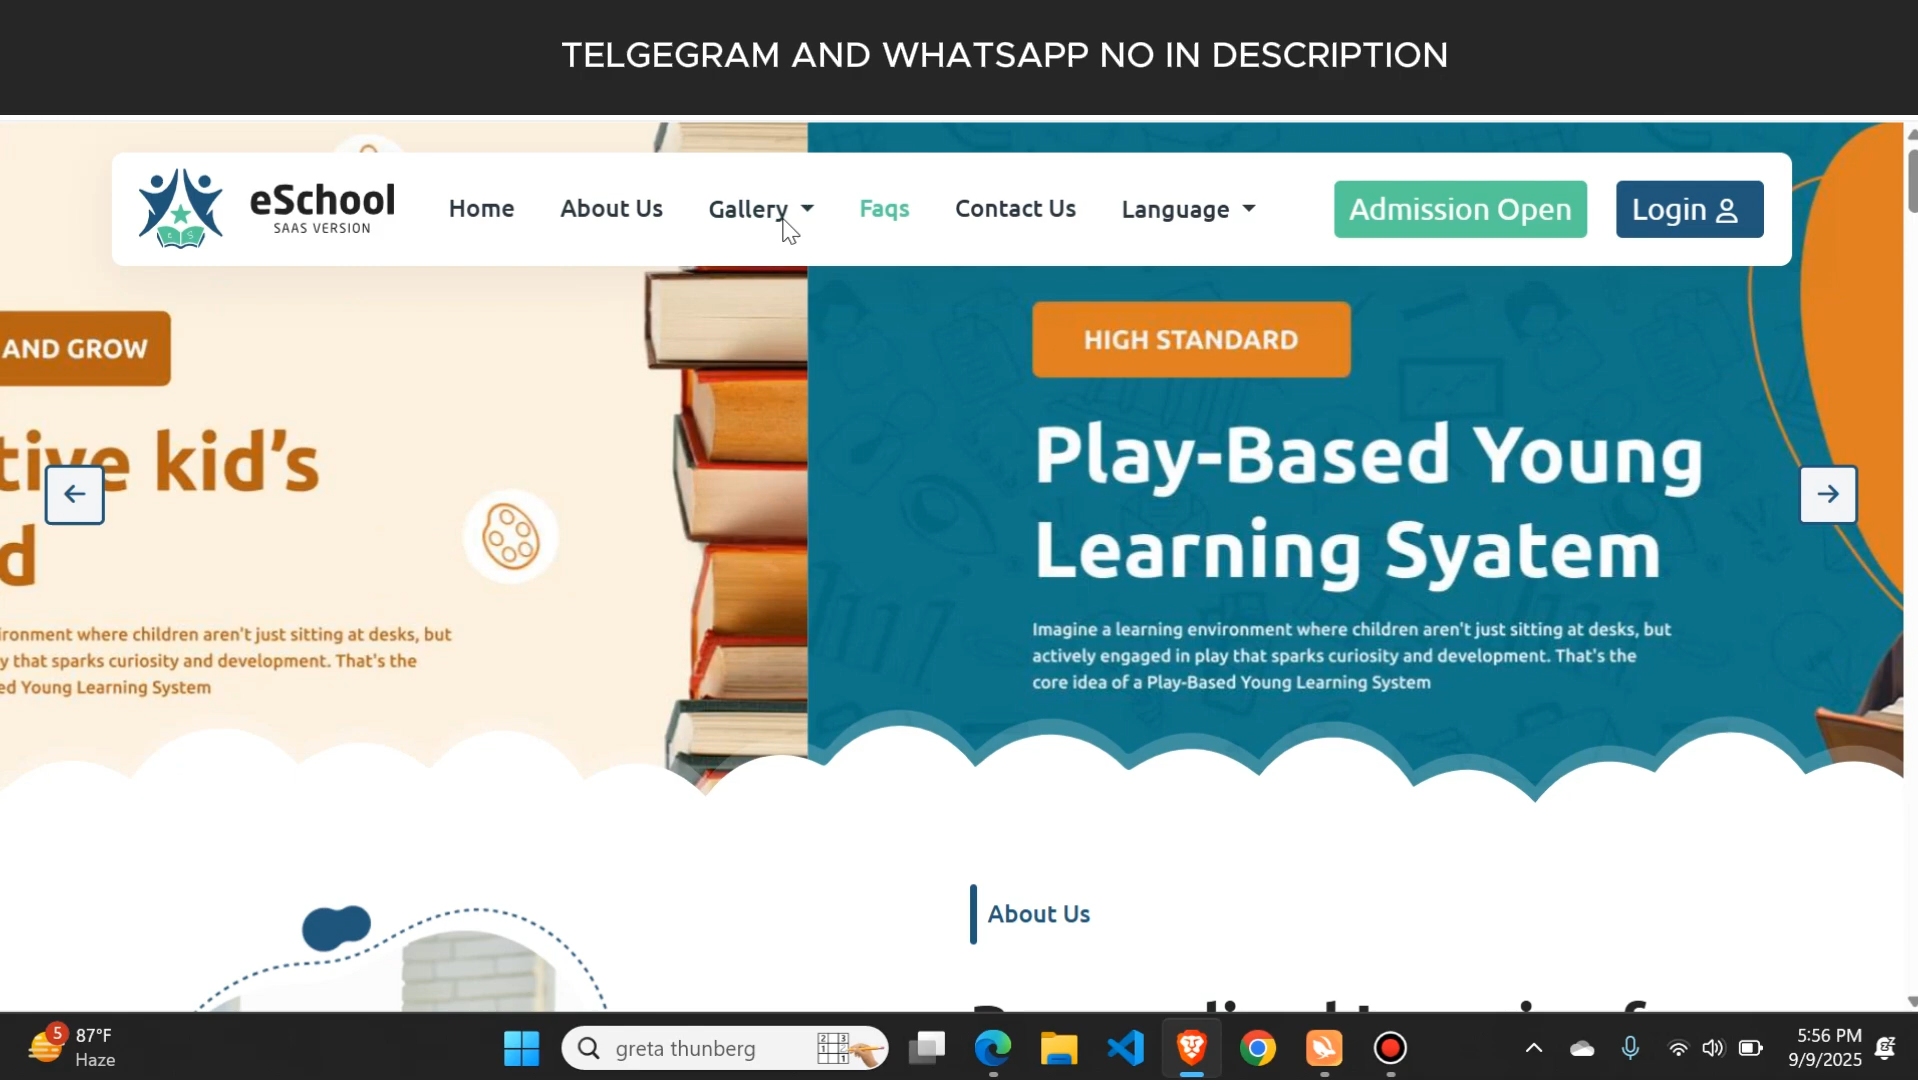 TELGEGRAM AND WHATSAPP NO IN DESCRIPTION
eSchool
SAAS VERSION
Home About Us Gallery Faqs Contact Us Language Admission Open Login
AND GROW
kid's
d
ironment where children aren't just sitting at desks, but
y that sparks curiosity and development. That's the
ed Young Learning System
HIGH STANDARD
Play-Based Young
Learning Syatem
Imagine a learning environment where children aren't just sitting at desks, but
actively engaged in play that sparks curiosity and development. That's the
core idea of a Play-Based Young Learning System
About Us
5
87°F
Haze
greta thunberg
5:56 PM
9/9/2025